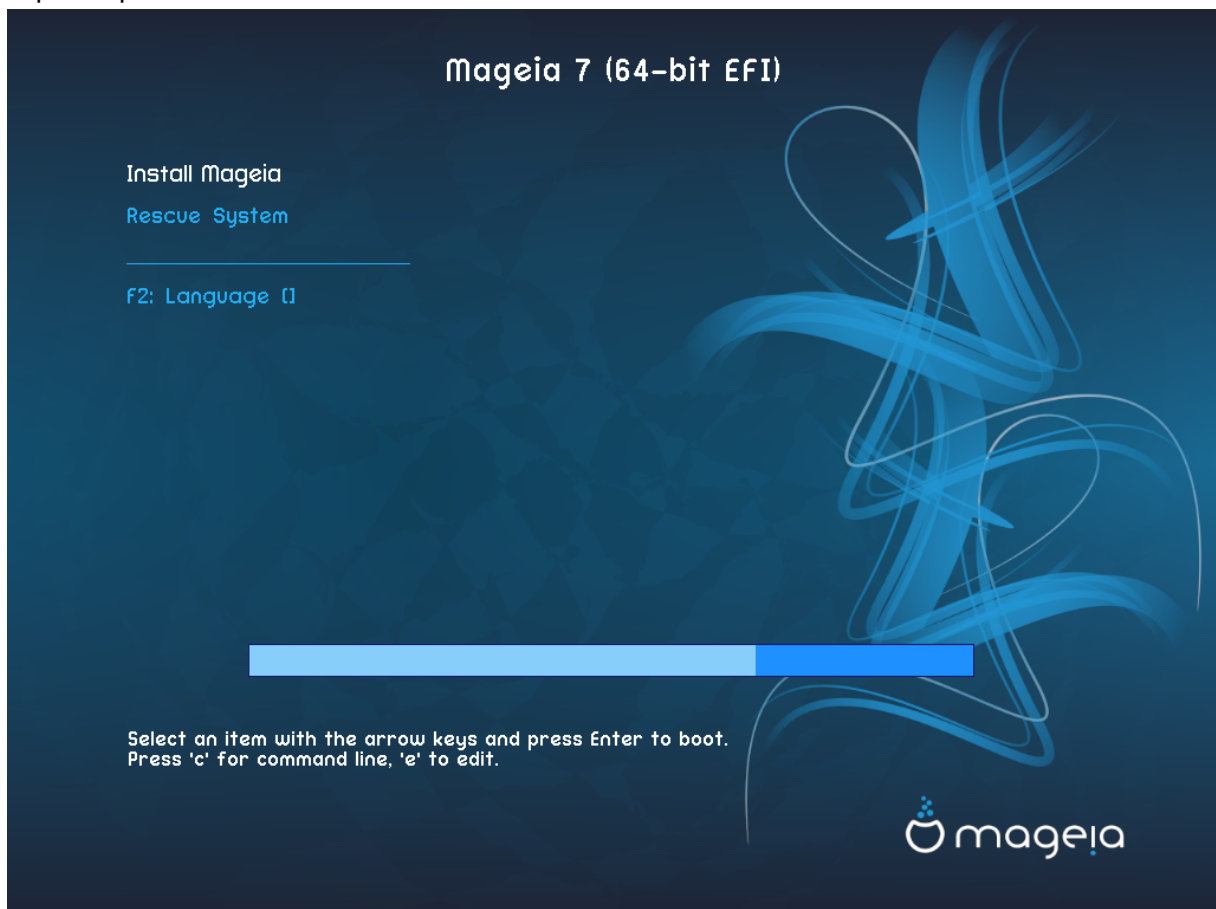 Mageia 7 (64-bit EFI)
Install Mageia
Rescue System
F2: Language []
Select an item with the arrow keys and press Enter to boot.
Press 'c' for command line, 'e' to edit.
mageia